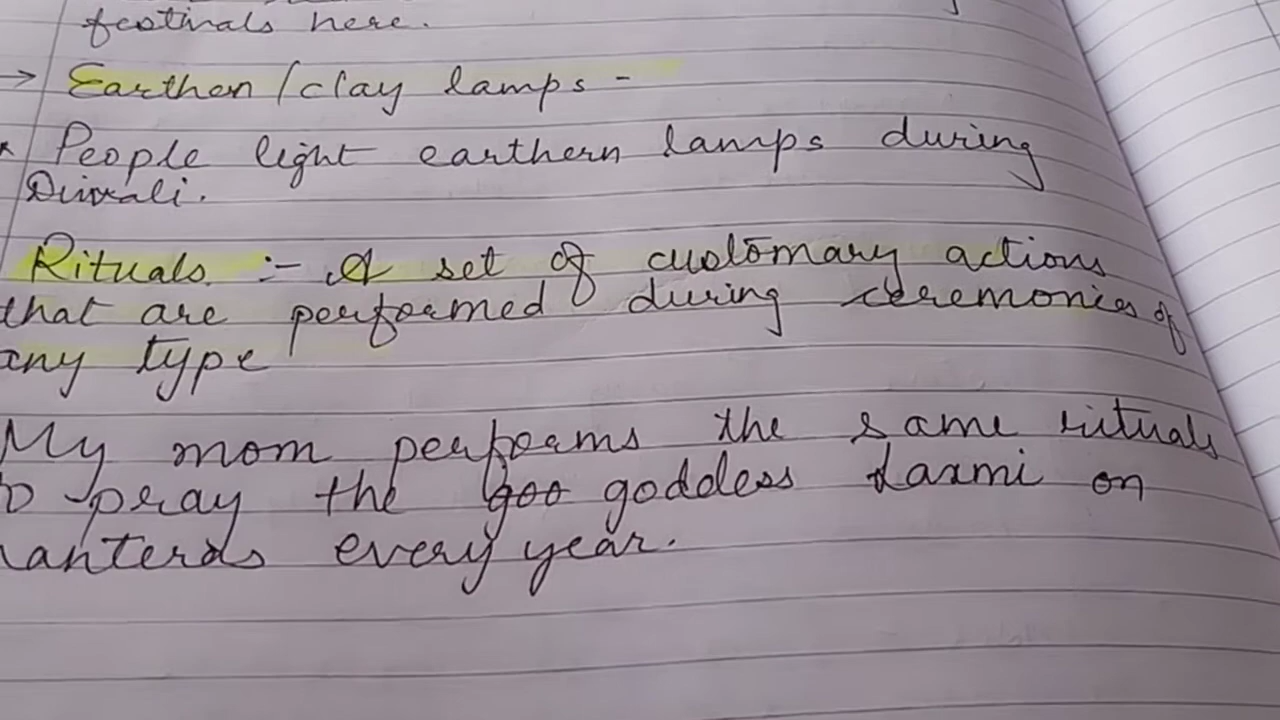 festivals here.
→ Earthen / clay lamps -
People light earthern lamps during
Diwali.
Rituals :- A set of customary actions
that are performed during ceremonies of
any type
My mom performs the same rituals
pray the goo goddess Laxmi on
every year.